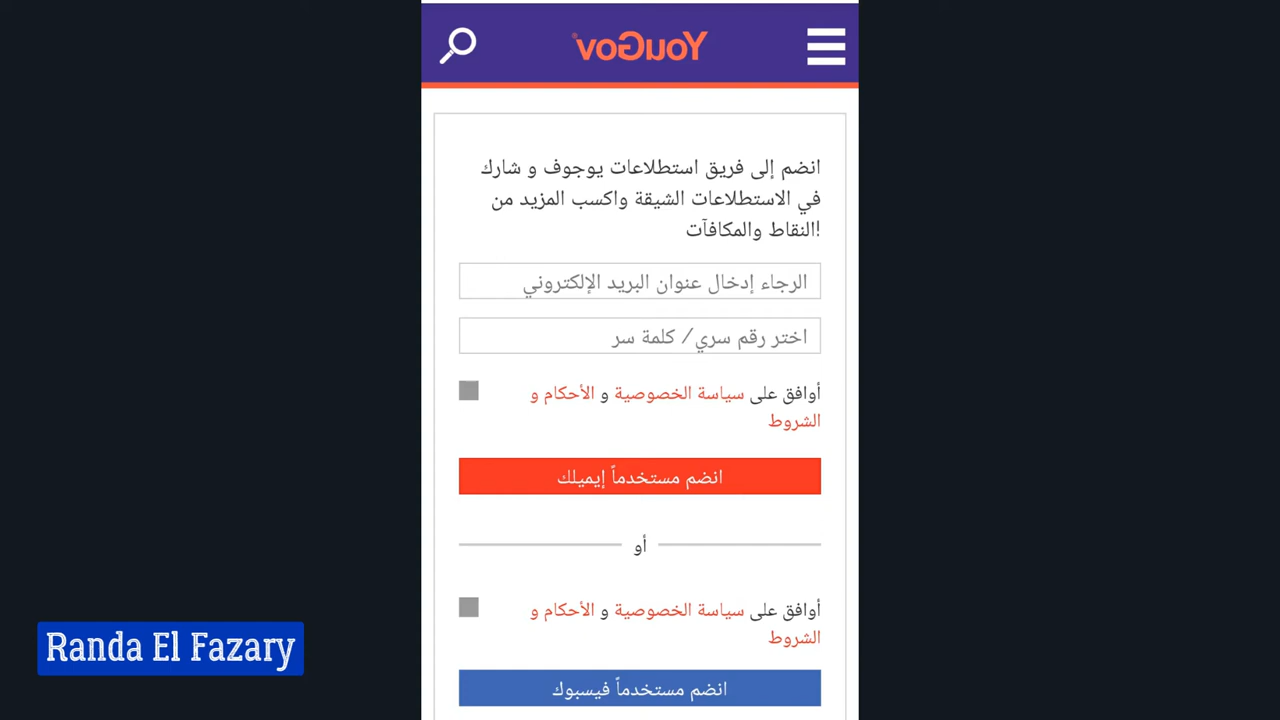 YouGov
انضم إلى فريق استطلاعات يوجوف و شارك
في الاستطلاعات الشيقة واكسب المزيد من
النقاط والمكافآت!
الرجاء إدخال عنوان البريد الإلكتروني
اختر رقم سري/ كلمة سر
أوافق على سياسة الخصوصية و الأحكام و
الشروط
انضم مستخدماً إيميلك
أو
أوافق على سياسة الخصوصية و الأحكام و
الشروط
انضم مستخدماً فيسبوك
Randa El Fazary